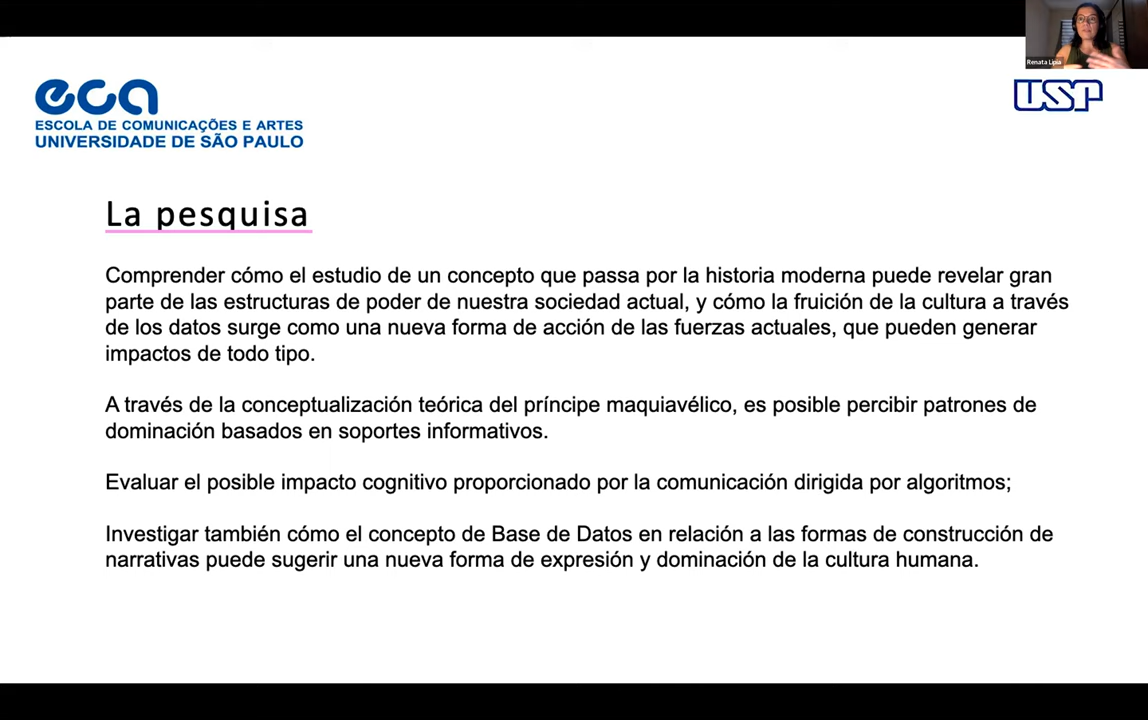 Renata Lipia
eca
ESCOLA DE COMUNICAÇÕES E ARTES
UNIVERSIDADE DE SÃO PAULO
USP
La pesquisa
Comprender cómo el estudio de un concepto que passa por la historia moderna puede revelar gran
parte de las estructuras de poder de nuestra sociedad actual, y cómo la fruición de la cultura a través
de los datos surge como una nueva forma de acción de las fuerzas actuales, que pueden generar
impactos de todo tipo.
A través de la conceptualización teórica del príncipe maquiavélico, es posible percibir patrones de
dominación basados en soportes informativos.
Evaluar el posible impacto cognitivo proporcionado por la comunicación dirigida por algoritmos;
Investigar también cómo el concepto de Base de Datos en relación a las formas de construcción de
narrativas puede sugerir una nueva forma de expresión y dominación de la cultura humana.